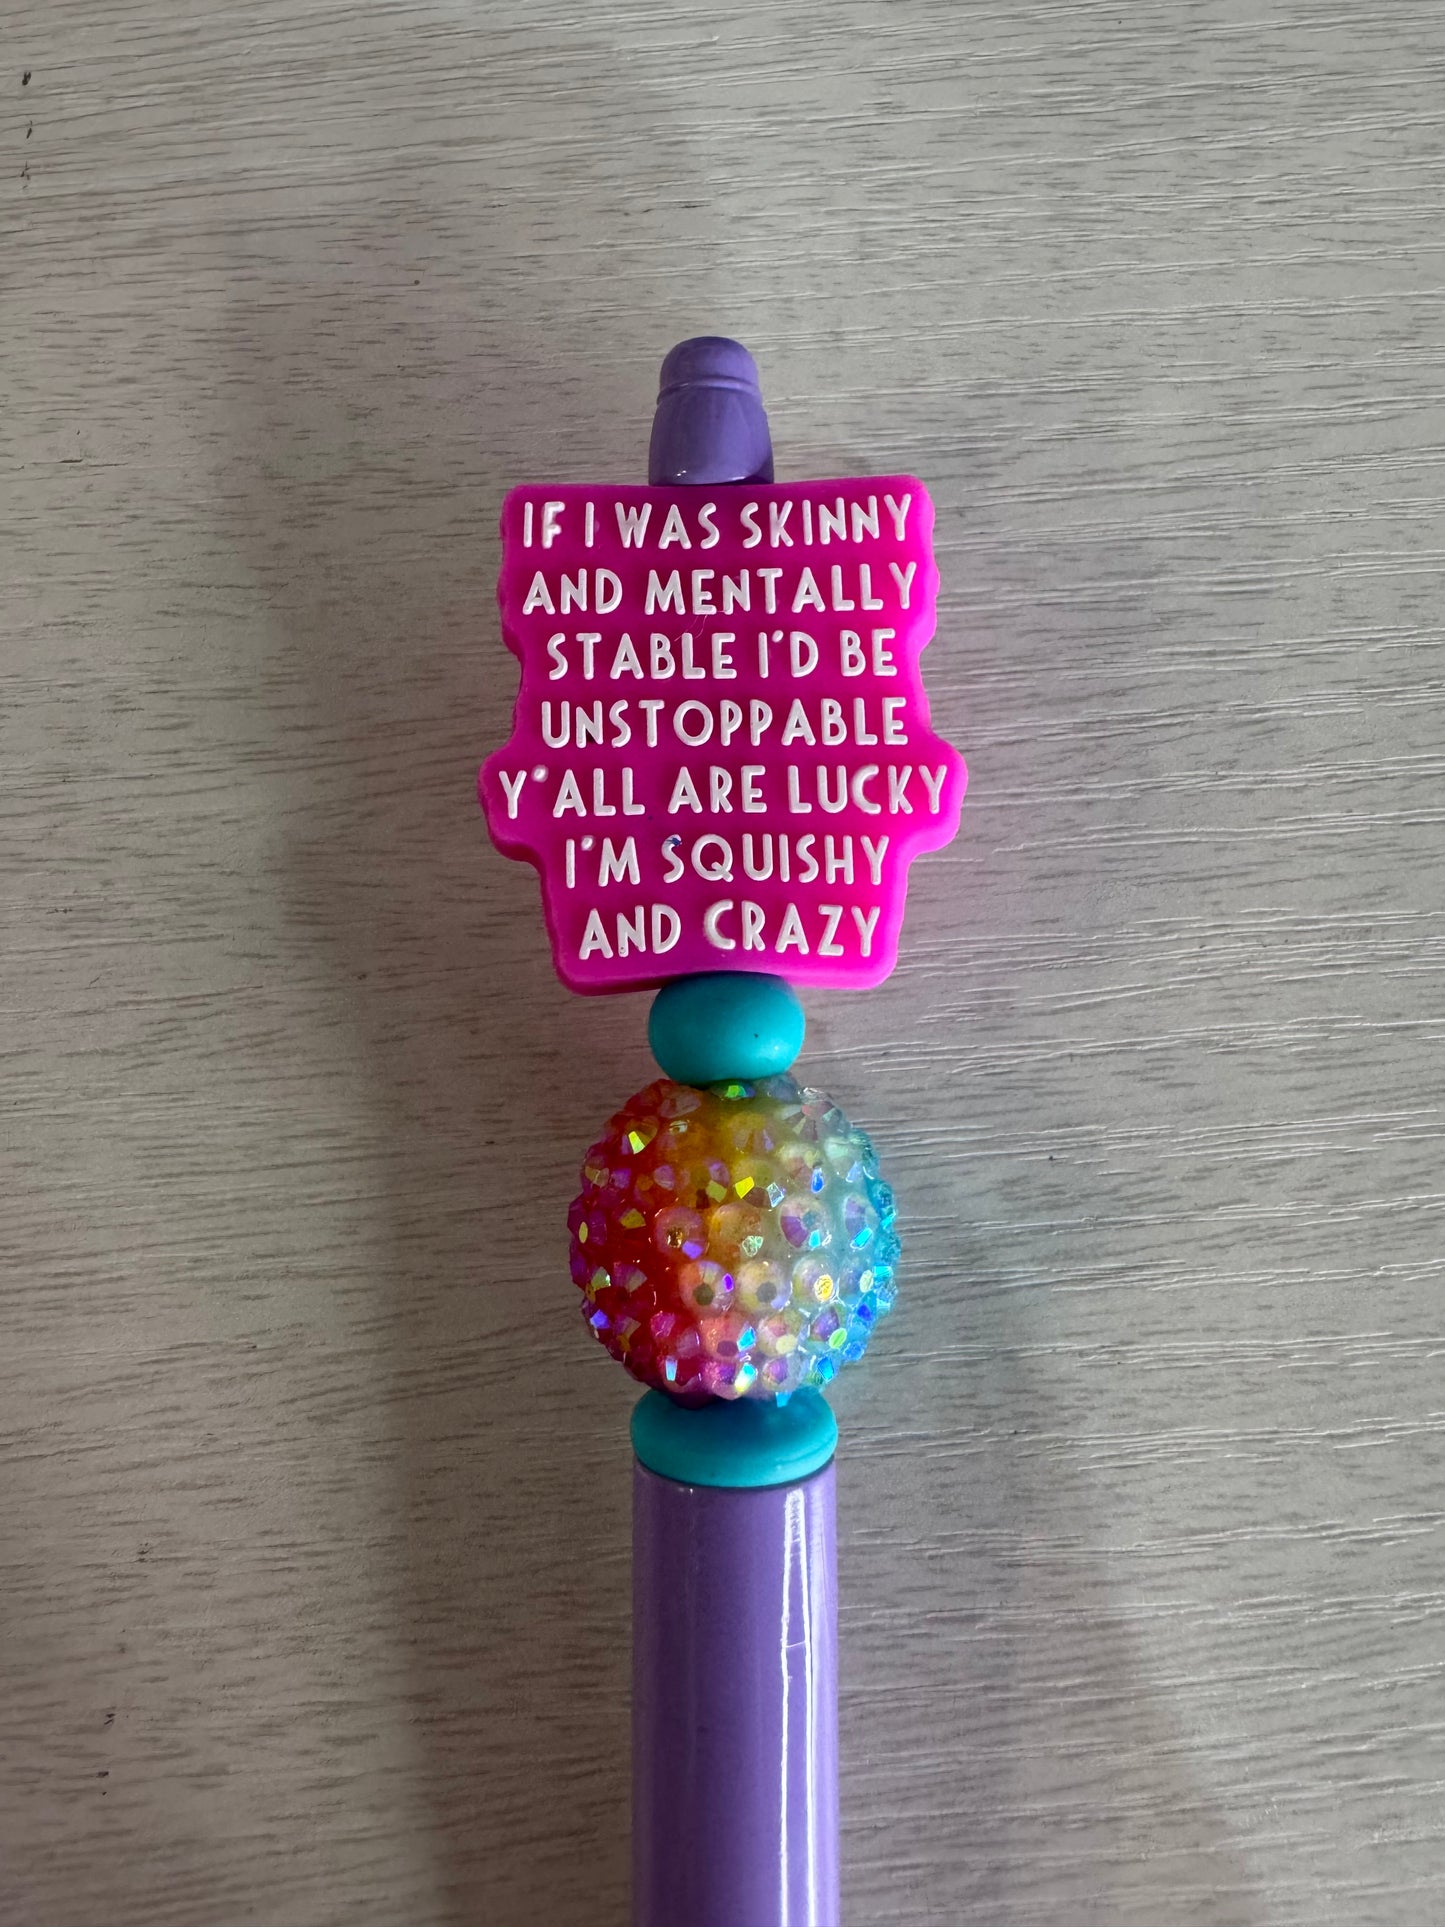 IF I WAS SKINNY
AND MENTALLY
STABLE I'D BE
UNSTOPPABLE
Y'ALL ARE LUCKY
I'M SQUISHY
AND CRAZY